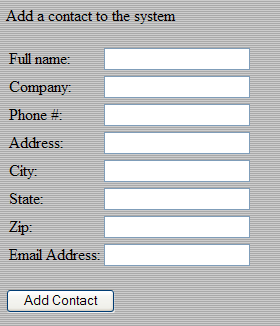 Add a contact to the system
Full name:
Company:
Phone #:
Address:
City:
State:
Zip:
Email Address:
Add Contact